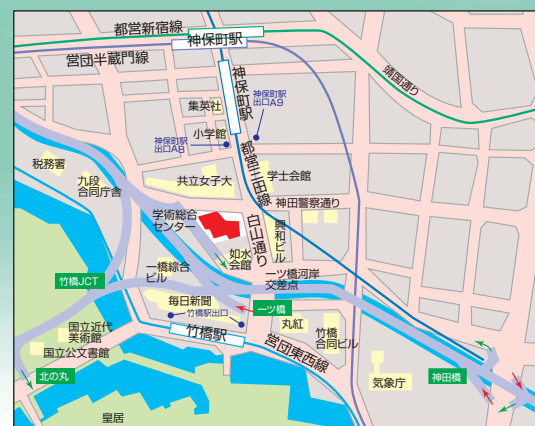 都営新宿線
神保町駅
営団半蔵門線
靖国通り
神保町駅
集英社
神保町駅
出口A9
小学館
神保町駅
出口A8
都営三田線
税務署
九段
合同庁舎
共立女子大
学士会館
神田警察通り
学術総合
センター
白山通り
興和ビル
如水
会館
一橋綜合
ビル
一ツ橋河岸
交差点
竹橋JCT
毎日新聞
竹橋駅出口
一ツ橋
丸紅
竹橋
合同ビル
国立近代
美術館
国立公文書館
竹橋駅
営団東西線
北の丸
気象庁
神田橋
皇居